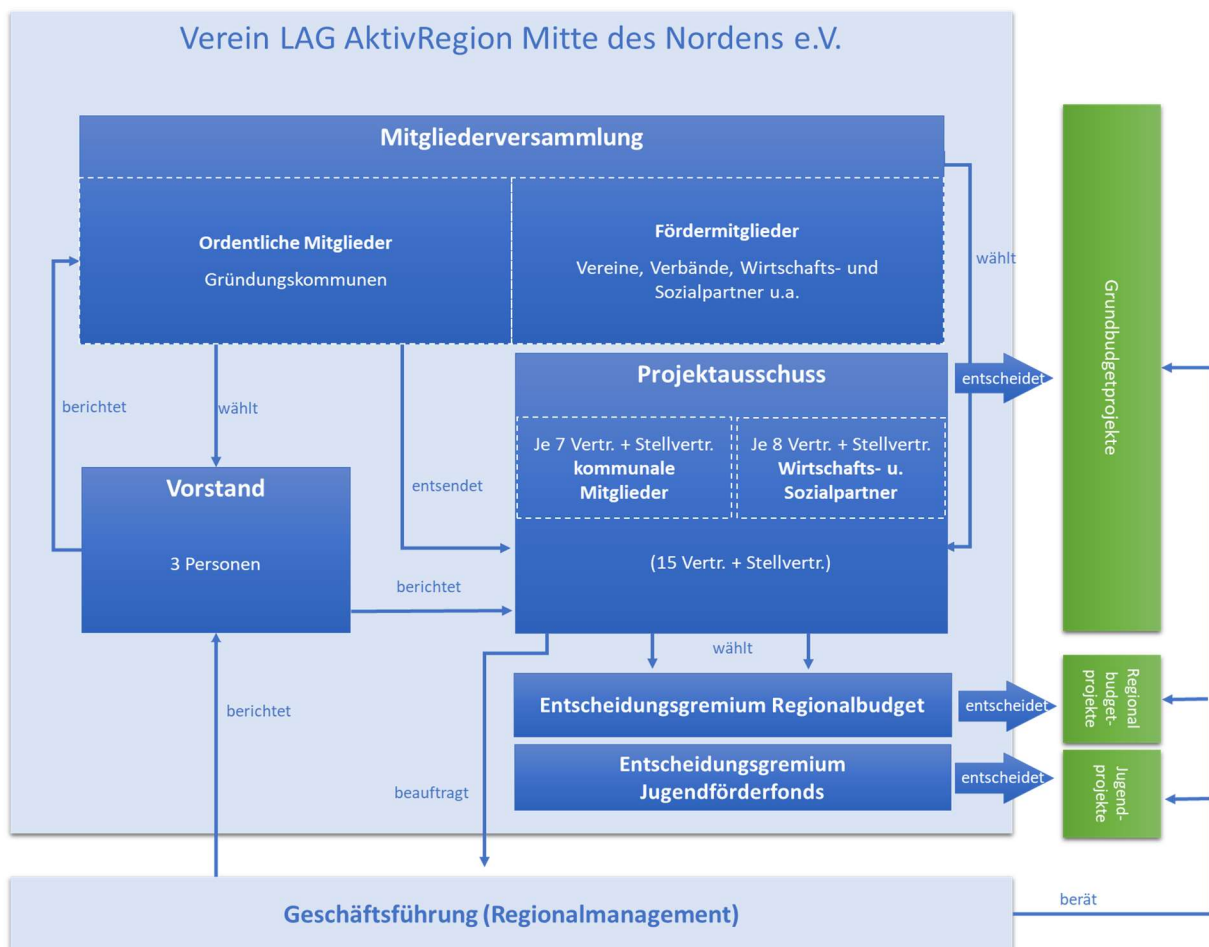 Verein LAG AktivRegion Mitte des Nordens e.V.
Mitgliederversammlung
Ordentliche Mitglieder
Gründungskommunen
Fördermitglieder
Vereine, Verbände, Wirtschafts- und
Sozialpartner u.a.
wählt
berichtet
wählt
entsendet
Projektausschuss
Je 7 Vertr. + Stellvertr.
kommunale
Mitglieder
Je 8 Vertr. + Stellvertr.
Wirtschafts- u.
Sozialpartner
(15 Vertr. + Stellvertr.)
entscheidet
Grundbudgetprojekte
Vorstand
3 Personen
berichtet
wählt
berichtet
Entscheidungsgremium Regionalbudget
entscheidet
Regional
budget-
projekte
Entscheidungsgremium
Jugendförderfonds
entscheidet
Jugend-
projekte
beauftragt
Geschäftsführung (Regionalmanagement)
berät